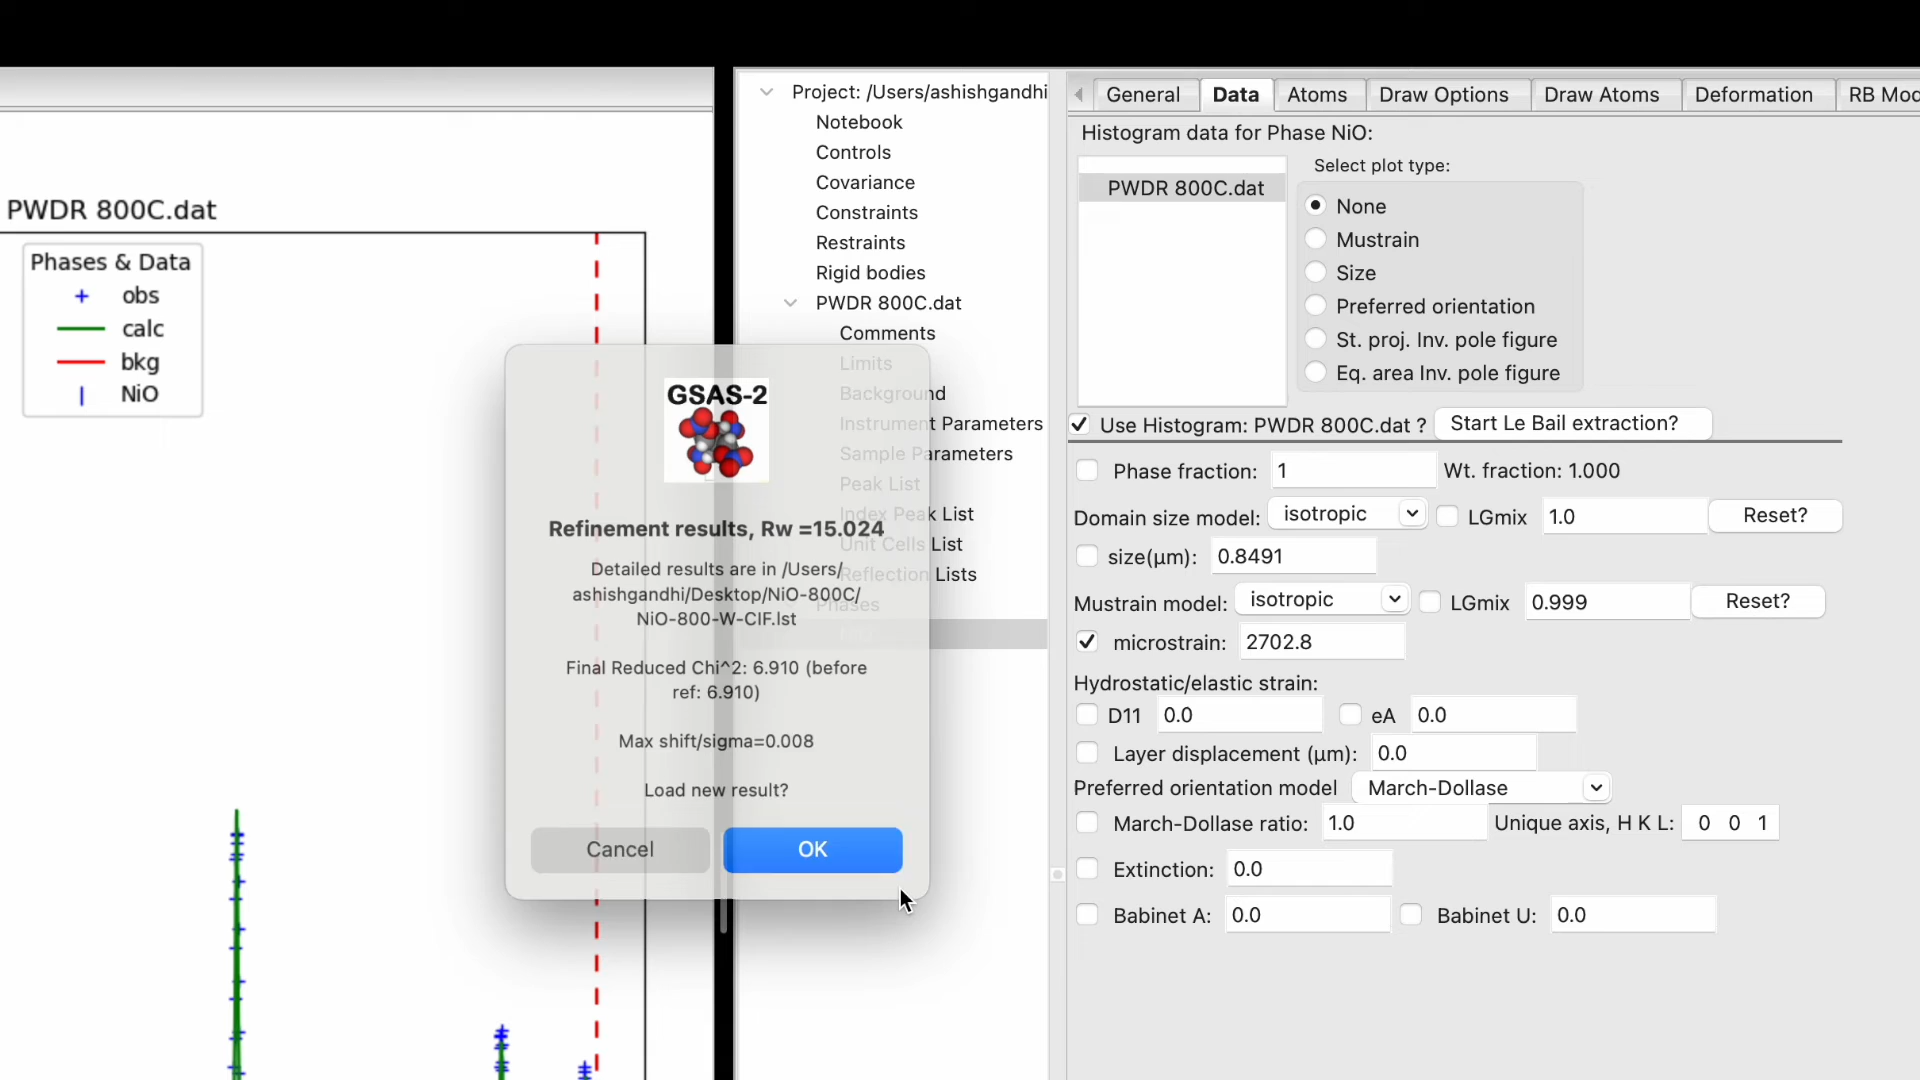 PWDR 800C.dat
Phases & Data
obs
calc
bkg
NiO
Project: /Users/ashishgandhi
Notebook
Controls
Covariance
Constraints
Restraints
Rigid bodies
PWDR 800C.dat
Comments
Limits
Background
Instrument Parameters
Sample Parameters
Peak List
Index Peak List
Unit Cells List
Reflection Lists
Phases
GSAS-2
Refinement results, Rw =15.024
Detailed results are in /Users/
ashishgandhi/Desktop/NiO-800C/
NiO-800-W-CIF.lst
Final Reduced Chi^2: 6.910 (before
ref: 6.910)
Max shift/sigma=0.008
Load new result?
Cancel OK
General Data Atoms Draw Options Draw Atoms Deformation RB Mod
Histogram data for Phase NiO:
PWDR 800C.dat
Select plot type:
None
Mustrain
Size
Preferred orientation
St. proj. Inv. pole figure
Eq. area Inv. pole figure
Use Histogram: PWDR 800C.dat ? Start Le Bail extraction?
Phase fraction: 1 Wt. fraction: 1.000
Domain size model: isotropic LGmix 1.0 Reset?
size(μm): 0.8491
Mustrain model: isotropic LGmix 0.999 Reset?
microstrain: 2702.8
Hydrostatic/elastic strain:
D11 0.0 eA 0.0
Layer displacement (μm): 0.0
Preferred orientation model March-Dollase
March-Dollase ratio: 1.0 Unique axis, H K L: 0 0 1
Extinction: 0.0
Babinet A: 0.0 Babinet U: 0.0